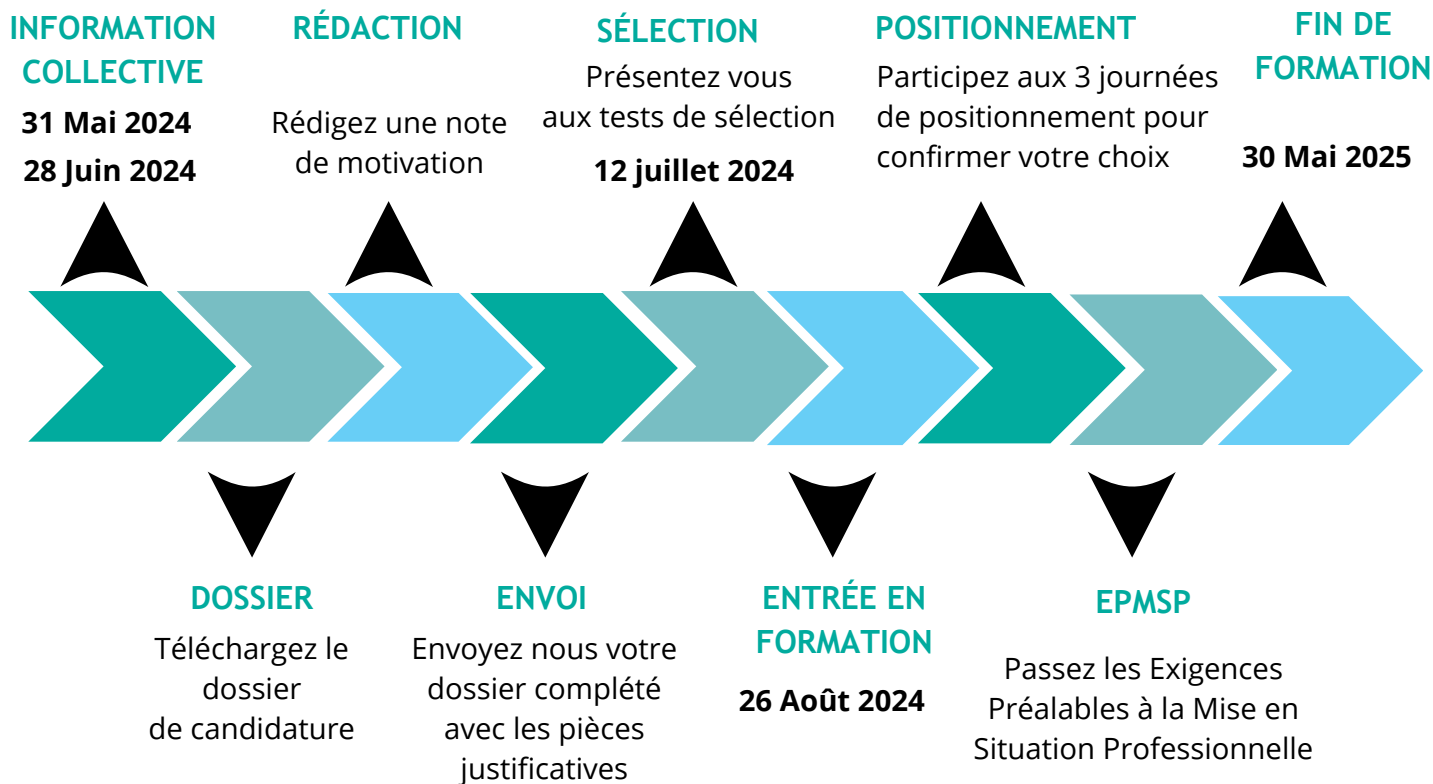 INFORMATION
COLLECTIVE
31 Mai 2024
28 Juin 2024
RÉDACTION
Rédigez une note
de motivation
SÉLECTION
Présentez vous
aux tests de sélection
12 juillet 2024
POSITIONNEMENT
Participez aux 3 journées
de positionnement pour
confirmer votre choix
FIN DE
FORMATION
30 Mai 2025
DOSSIER
Téléchargez le
dossier
de candidature
ENVOI
Envoyez nous votre
dossier complété
avec les pièces
justificatives
ENTRÉE EN
FORMATION
26 Août 2024
EPMSP
Passez les Exigences
Préalables à la Mise en
Situation Professionnelle